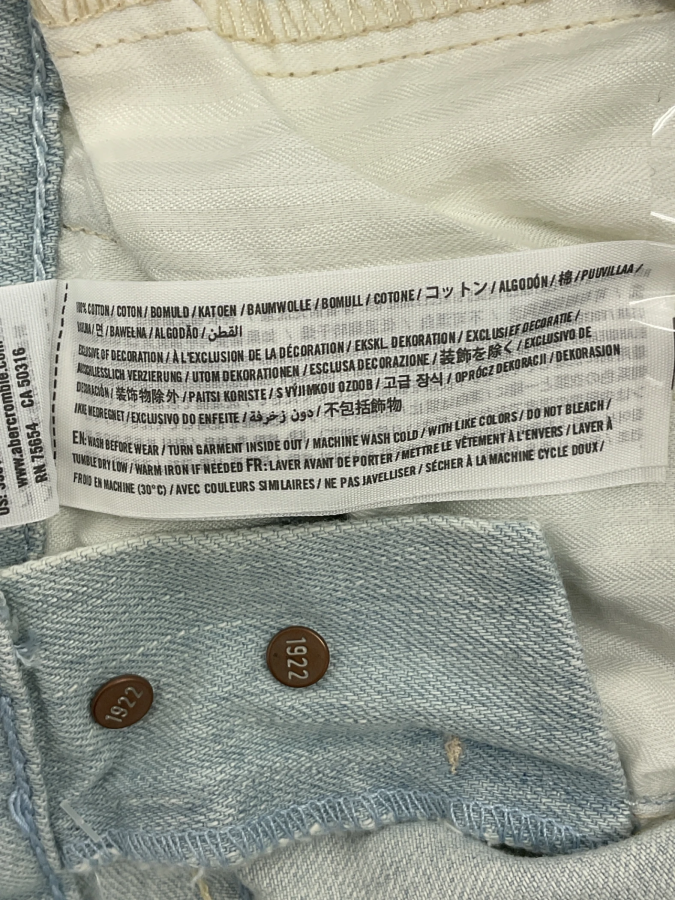 100% COTTON / COTON / BOMULD / KATOEN / BAUMWOLLE / BOMULL / COTONE / コットン / ALGODÓN / 棉 / PUUVILLAA /
BAVLNA / 면 / BAWEŁNA / ALGODÃO / القطن
EXCLUSIVE OF DECORATION / À L'EXCLUSION DE LA DÉCORATION / EKSKL. DEKORATION / EXCLUSIEF DECORATIE /
AUSSCHLIESSLICH VERZIERUNG / UTOM DEKORATIONEN / ESCLUSA DECORAZIONE / 装飾を除く / EXCLUSIVO DE
DECORACIÓN / 装饰物除外 / PAITSI KORISTE / S VÝJIMKOU OZDOB / 고급 장식 / OPRÓCZ DEKORACJI / DEKORASJON
IKKE MEDREGNET / EXCLUSIVO DO ENFEITE / دون زخرفة / 不包括飾物
EN: WASH BEFORE WEAR / TURN GARMENT INSIDE OUT / MACHINE WASH COLD / WITH LIKE COLORS / DO NOT BLEACH /
TUMBLE DRY LOW / WARM IRON IF NEEDED FR: LAVER AVANT DE PORTER / METTRE LE VÊTEMENT À L'ENVERS / LAVER À
FROID EN MACHINE (30°C) / AVEC COULEURS SIMILAIRES / NE PAS JAVELLISER / SÉCHER À LA MACHINE CYCLE DOUX /
www.abercrombie.com
RN 75654 CA 50316
1922
1922